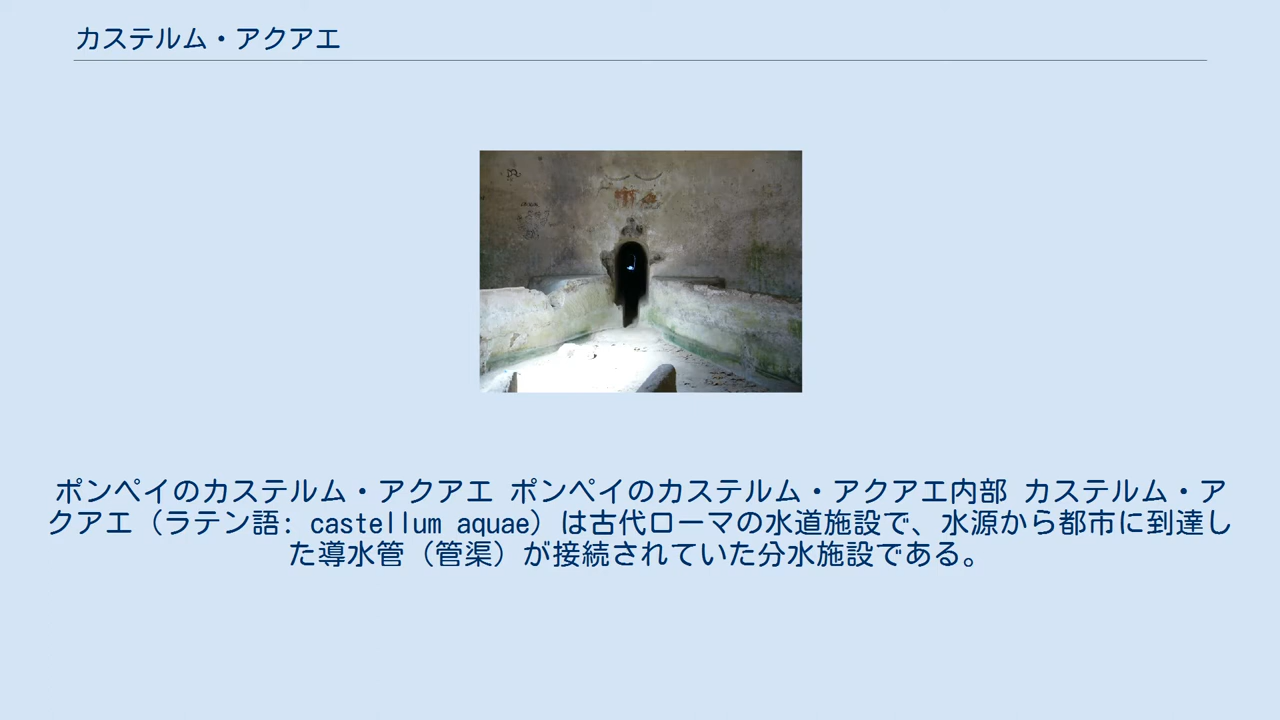 カステルム・アクアエ
ポンペイのカステルム・アクアエ ポンペイのカステルム・アクアエ内部 カステルム・ア
クアエ（ラテン語: castellum aquae）は古代ローマの水道施設で、水源から都市に到達し
た導水管（管渠）が接続されていた分水施設である。